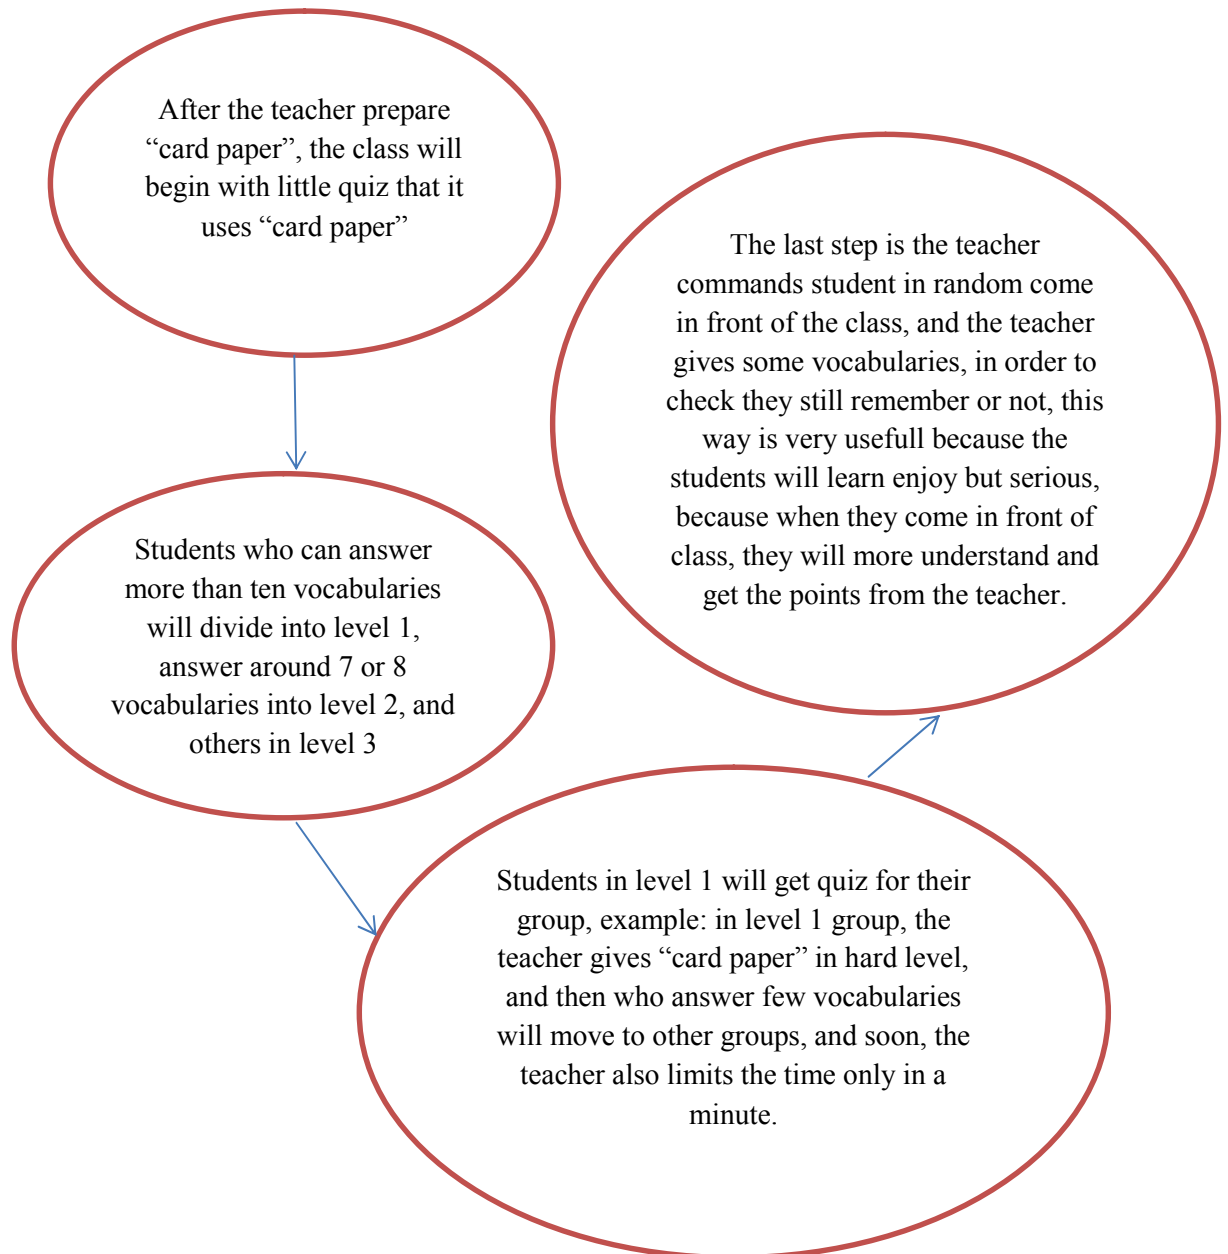 After the teacher prepare
“card paper”, the class will
begin with little quiz that it
uses “card paper”
Students who can answer
more than ten vocabularies
will divide into level 1,
answer around 7 or 8
vocabularies into level 2, and
others in level 3
Students in level 1 will get quiz for their
group, example: in level 1 group, the
teacher gives “card paper” in hard level,
and then who answer few vocabularies
will move to other groups, and soon, the
teacher also limits the time only in a
minute.
The last step is the teacher
commands student in random come
in front of the class, and the teacher
gives some vocabularies, in order to
check they still remember or not, this
way is very usefull because the
students will learn enjoy but serious,
because when they come in front of
class, they will more understand and
get the points from the teacher.